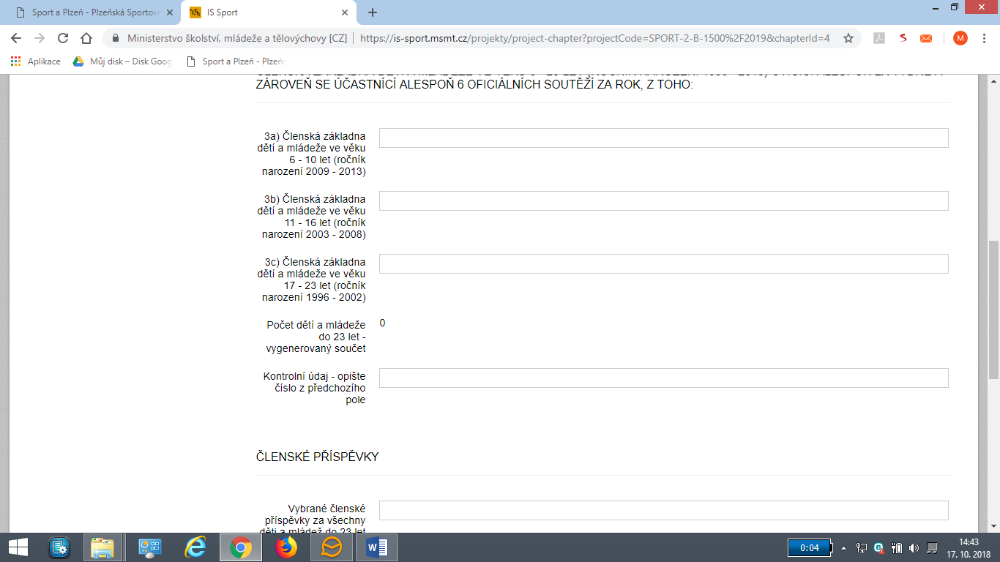 Sport a Plzeň - Plzeňská Sportov
IS Sport
Ministerstvo školství, mládeže a tělovýchovy [CZ]
https://is-sport.msmt.cz/projekty/project-chapter?projectCode=SPORT-2-B-1500%2F2019&chapterId=4
M
Aplikace
Můj disk – Disk Goog
Sport a Plzeň - Plzeňs
ZÁROVEŇ SE ÚČASTNÍCÍ ALESPOŇ 6 OFICIÁLNÍCH SOUTĚŽÍ ZA ROK, Z TOHO:
3a) Členská základna
dětí a mládeže ve věku
6 - 10 let (ročník
narození 2009 - 2013)
3b) Členská základna
dětí a mládeže ve věku
11 - 16 let (ročník
narození 2003 - 2008)
3c) Členská základna
dětí a mládeže ve věku
17 - 23 let (ročník
narození 1996 - 2002)
Počet dětí a mládeže
do 23 let -
vygenerovaný součet
0
Kontrolní údaj - opište
číslo z předchozího
pole
ČLENSKÉ PŘÍSPĚVKY
Vybrané členské
příspěvky za všechny
děti a mládež do 23 let
0:04
14:43
17. 10. 2018